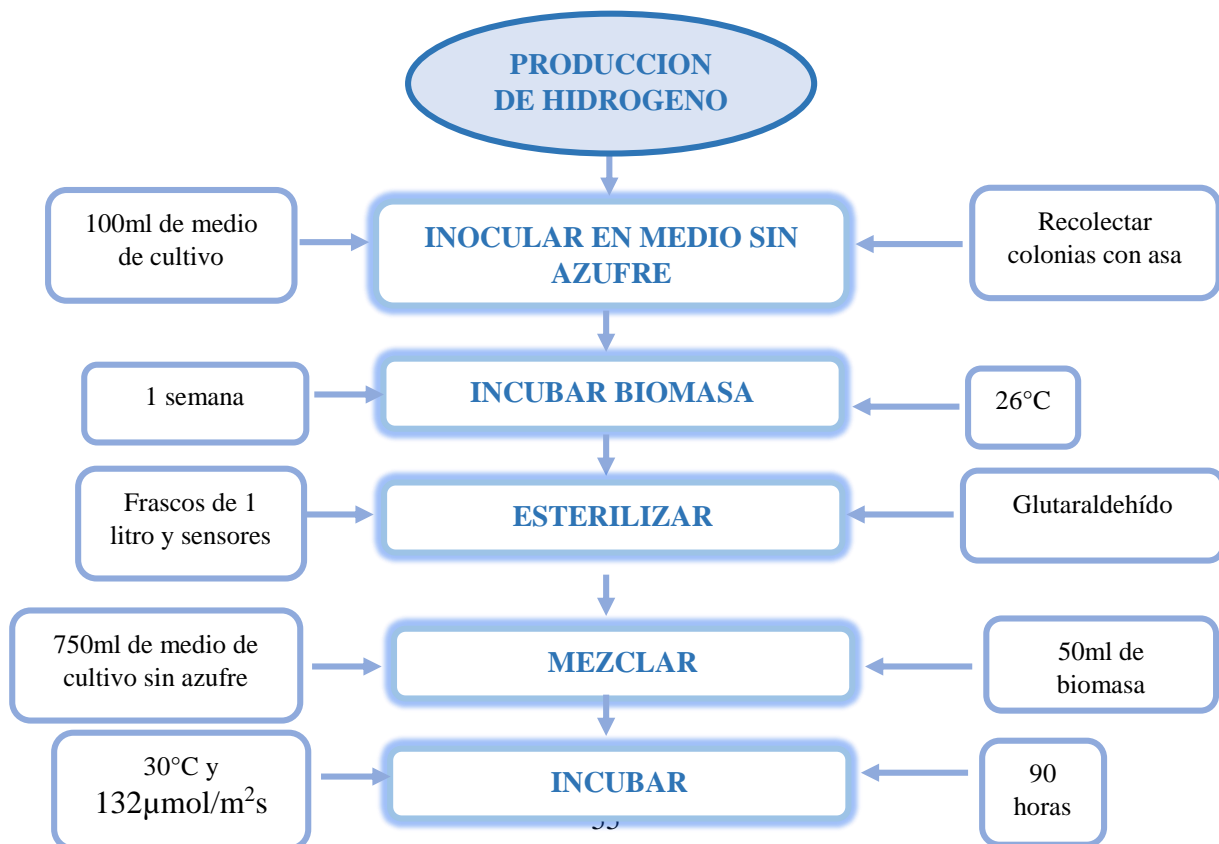 PRODUCCION
DE HIDROGENO
100ml de medio
de cultivo
INOCULAR EN MEDIO SIN
AZUFRE
Recolectar
colonias con asa
1 semana
INCUBAR BIOMASA
26°C
Frascos de 1
litro y sensores
ESTERILIZAR
Glutaraldehído
750ml de medio de
cultivo sin azufre
MEZCLAR
50ml de
biomasa
30°C y
132µmol/m²s
INCUBAR
90
horas